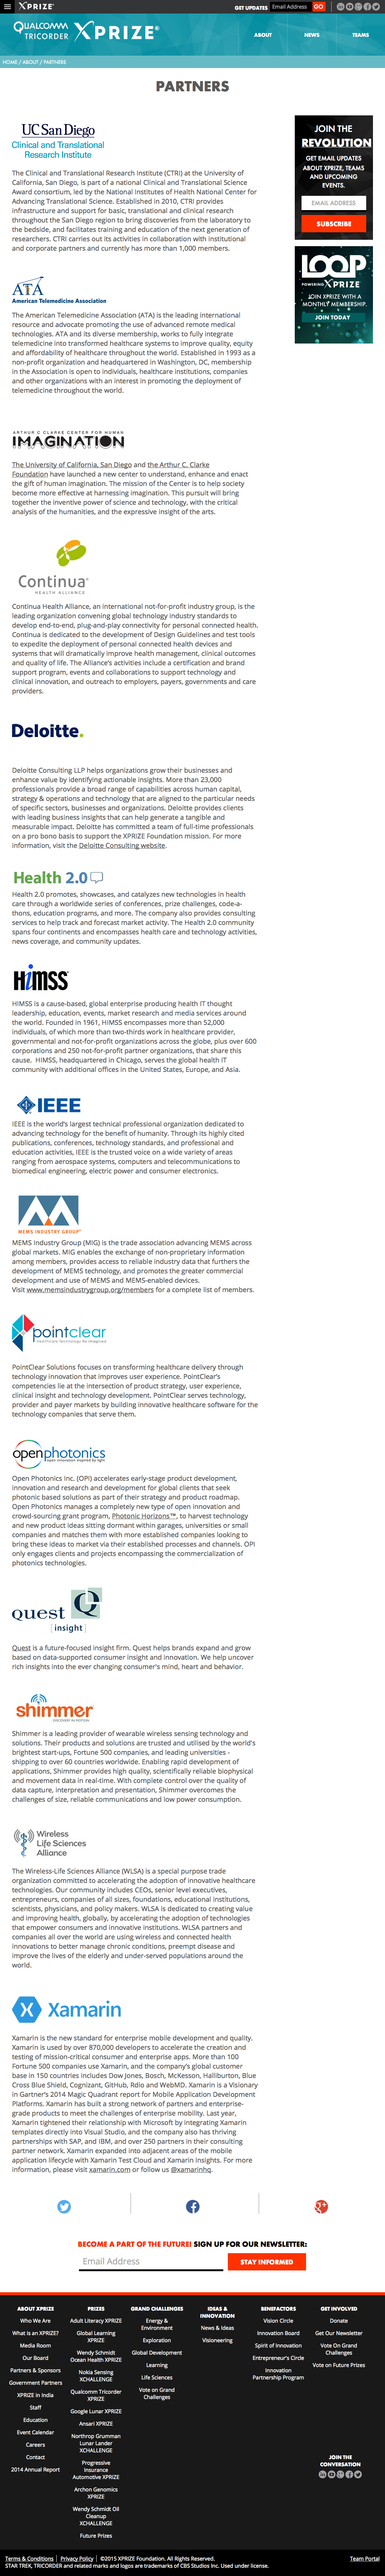 XPRIZE
GET UPDATES Email Address GO
QUALCOMM TRICORDER XPRIZE
ABOUT NEWS TEAMS
HOME / ABOUT / PARTNERS
PARTNERS
UC San Diego
Clinical and Translational
Research Institute
The Clinical and Translational Research Institute (CTRI) at the University of
California, San Diego, is part of a national Clinical and Translational Science
Award consortium, led by the National Institutes of Health National Center for
Advancing Translational Science. Established in 2010, CTRI provides
infrastructure and support for basic, translational and clinical research
throughout the San Diego region to bring discoveries from the laboratory to
the bedside, and facilitates training and education of the next generation of
researchers. CTRI carries out its activities in collaboration with institutional
and corporate partners and currently has more than 1,000 members.
ATA
American Telemedicine Association
The American Telemedicine Association (ATA) is the leading international
resource and advocate promoting the use of advanced remote medical
technologies. ATA and its diverse membership, works to fully integrate
telemedicine into transformed healthcare systems to improve quality, equity
and affordability of healthcare throughout the world. Established in 1993 as a
non-profit organization and headquartered in Washington, DC, membership
in the Association is open to individuals, healthcare institutions, companies
and other organizations with an interest in promoting the deployment of
telemedicine throughout the world.
ARTHUR C CLARKE CENTER FOR HUMAN
IMAGINATION
The University of California, San Diego and the Arthur C. Clarke
Foundation have launched a new center to understand, enhance and enact
the gift of human imagination. The mission of the Center is to help society
become more effective at harnessing imagination. This pursuit will bring
together the inventive power of science and technology, with the critical
analysis of the humanities, and the expressive insight of the arts.
Continua
HEALTH ALLIANCE
Continua Health Alliance, an international not-for-profit industry group, is the
leading organization convening global technology industry standards to
develop end-to-end, plug-and-play connectivity for personal connected health.
Continua is dedicated to the development of Design Guidelines and test tools
to expedite the deployment of personal connected health devices and
systems that will dramatically improve health management, clinical outcomes
and quality of life. The Alliance's activities include a certification and brand
support program, events and collaborations to support technology and
clinical innovation, and outreach to employers, payers, governments and care
providers.
Deloitte.
Deloitte Consulting LLP helps organizations grow their businesses and
enhance value by identifying actionable insights. More than 23,000
professionals provide a broad range of capabilities across human capital,
strategy & operations and technology that are aligned to the particular needs
of specific sectors, businesses and organizations. Deloitte provides clients
with leading business insights that can help generate a tangible and
measurable impact. Deloitte has committed a team of full-time professionals
on a pro bono basis to support the XPRIZE Foundation mission. For more
information, visit the Deloitte Consulting website.
Health 2.0
Health 2.0 promotes, showcases, and catalyzes new technologies in health
care through a worldwide series of conferences, prize challenges, code-a-
thons, education programs, and more. The company also provides consulting
services to help track and forecast market activity. The Health 2.0 community
spans four continents and encompasses health care and technology activities,
news coverage, and community updates.
HIMSS
HIMSS is a cause-based, global enterprise producing health IT thought
leadership, education, events, market research and media services around
the world. Founded in 1961, HIMSS encompasses more than 52,000
individuals, of which more than two-thirds work in healthcare provider,
governmental and not-for-profit organizations across the globe, plus over 600
corporations and 250 not-for-profit partner organizations, that share this
cause. HIMSS, headquartered in Chicago, serves the global health IT
community with additional offices in the United States, Europe, and Asia.
IEEE
IEEE is the world's largest technical professional organization dedicated to
advancing technology for the benefit of humanity. Through its highly cited
publications, conferences, technology standards, and professional and
education activities, IEEE is the trusted voice on a wide variety of areas
ranging from aerospace systems, computers and telecommunications to
biomedical engineering, electric power and consumer electronics.
MEMS INDUSTRY GROUP
MEMS Industry Group (MIG) is the trade association advancing MEMS across
global markets. MIG enables the exchange of non-proprietary information
among members, provides access to reliable industry data that furthers the
development of MEMS technology, and promotes the greater commercial
development and use of MEMS and MEMS-enabled devices.
Visit www.memsindustrygroup.org/members for a complete list of members.
pointclear
healthcare technology by imagineIt
PointClear Solutions focuses on transforming healthcare delivery through
technology innovation that improves user experience. PointClear's
competencies lie at the intersection of product strategy, user experience,
clinical insight and technology development. PointClear serves technology,
provider and payer markets by building innovative healthcare software for the
technology companies that serve them.
openphotonics
open innovation inspired by light
Open Photonics Inc. (OPI) accelerates early-stage product development,
innovation and research and development for global clients that seek
photonic based solutions as part of their strategy and product roadmap.
Open Photonics manages a completely new type of open innovation and
crowd-sourcing grant program, Photonic Horizons™, to harvest technology
and new product ideas sitting dormant within garages, universities or small
companies and matches them with more established companies looking to
bring these ideas to market via their established processes and channels. OPI
only engages clients and projects encompassing the commercialization of
photonics technologies.
quest Q
[insight]
Quest is a future-focused insight firm. Quest helps brands expand and grow
based on data-supported consumer insight and innovation. We help uncover
rich insights into the ever changing consumer's mind, heart and behavior.
shimmer
DISCOVERY IN MOTION
Shimmer is a leading provider of wearable wireless sensing technology and
solutions. Their products and solutions are trusted and utilised by the world's
brightest start-ups, Fortune 500 companies, and leading universities -
shipping to over 60 countries worldwide. Enabling rapid development of
applications, Shimmer provides high quality, scientifically reliable biophysical
and movement data in real-time. With complete control over the quality of
data capture, interpretation and presentation, Shimmer overcomes the
challenges of size, reliable communications and low power consumption.
Wireless
Life Sciences
Alliance
The Wireless-Life Sciences Alliance (WLSA) is a special purpose trade
organization committed to accelerating the adoption of innovative healthcare
technologies. Our community includes CEOs, senior level executives,
entrepreneurs, companies of all sizes, foundations, educational institutions,
scientists, physicians, and policy makers. WLSA is dedicated to creating value
and improving health, globally, by accelerating the adoption of technologies
that empower consumers and innovative institutions. WLSA partners and
companies all over the world are using wireless and connected health
innovations to better manage chronic conditions, preempt disease and
improve the lives of the elderly and under-served populations around the
world.
Xamarin
Xamarin is the new standard for enterprise mobile development and quality.
Xamarin is used by over 870,000 developers to accelerate the creation and
testing of mission-critical consumer and enterprise apps. More than 100
Fortune 500 companies use Xamarin, and the company's global customer
base in 150 countries includes Dow Jones, Bosch, McKesson, Halliburton, Blue
Cross Blue Shield, Cognizant, GitHub, Rdio and WebMD. Xamarin is a Visionary
in Gartner's 2014 Magic Quadrant report for Mobile Application Development
Platforms. Xamarin has built a strong network of partners and enterprise-
grade products to meet the challenges of enterprise mobility. Last year,
Xamarin tightened their relationship with Microsoft by integrating Xamarin
templates directly into Visual Studio, and the company also has thriving
partnerships with SAP, and IBM, and over 250 partners in their consulting
partner network. Xamarin expanded into adjacent areas of the mobile
application lifecycle with Xamarin Test Cloud and Xamarin Insights. For more
information, please visit xamarin.com or follow us @xamarinhq.
JOIN THE
REVOLUTION
GET EMAIL UPDATES
ABOUT XPRIZE, TEAMS
AND UPCOMING
EVENTS.
EMAIL ADDRESS
SUBSCRIBE
LOOP
POWERING XPRIZE
JOIN XPRIZE WITH A
MONTHLY MEMBERSHIP.
JOIN TODAY
BECOME A PART OF THE FUTURE! SIGN UP FOR OUR NEWSLETTER:
Email Address STAY INFORMED
ABOUT XPRIZE
Who We Are
What is an XPRIZE?
Media Room
Our Board
Partners & Sponsors
Government Partners
XPRIZE in India
Staff
Education
Event Calendar
Careers
Contact
2014 Annual Report
PRIZES
Adult Literacy XPRIZE
Global Learning
XPRIZE
Wendy Schmidt
Ocean Health XPRIZE
Nokia Sensing
XCHALLENGE
Qualcomm Tricorder
XPRIZE
Google Lunar XPRIZE
Ansari XPRIZE
Northrop Grumman
Lunar Lander
XCHALLENGE
Progressive
Insurance
Automotive XPRIZE
Archon Genomics
XPRIZE
Wendy Schmidt Oil
Cleanup
XCHALLENGE
Future Prizes
GRAND CHALLENGES
Energy &
Environment
Exploration
Global Development
Learning
Life Sciences
Vote on Grand
Challenges
IDEAS &
INNOVATION
News & Ideas
Visioneering
BENEFACTORS
Vision Circle
Innovation Board
Spirit of Innovation
Entrepreneur's Circle
Innovation
Partnership Program
GET INVOLVED
Donate
Get Our Newsletter
Vote On Grand
Challenges
Vote on Future Prizes
JOIN THE
CONVERSATION
Terms & Conditions | Privacy Policy | ©2015 XPRIZE Foundation. All Rights Reserved.
Team Portal
STAR TREK, TRICORDER and related marks and logos are trademarks of CBS Studios Inc. Used under license.